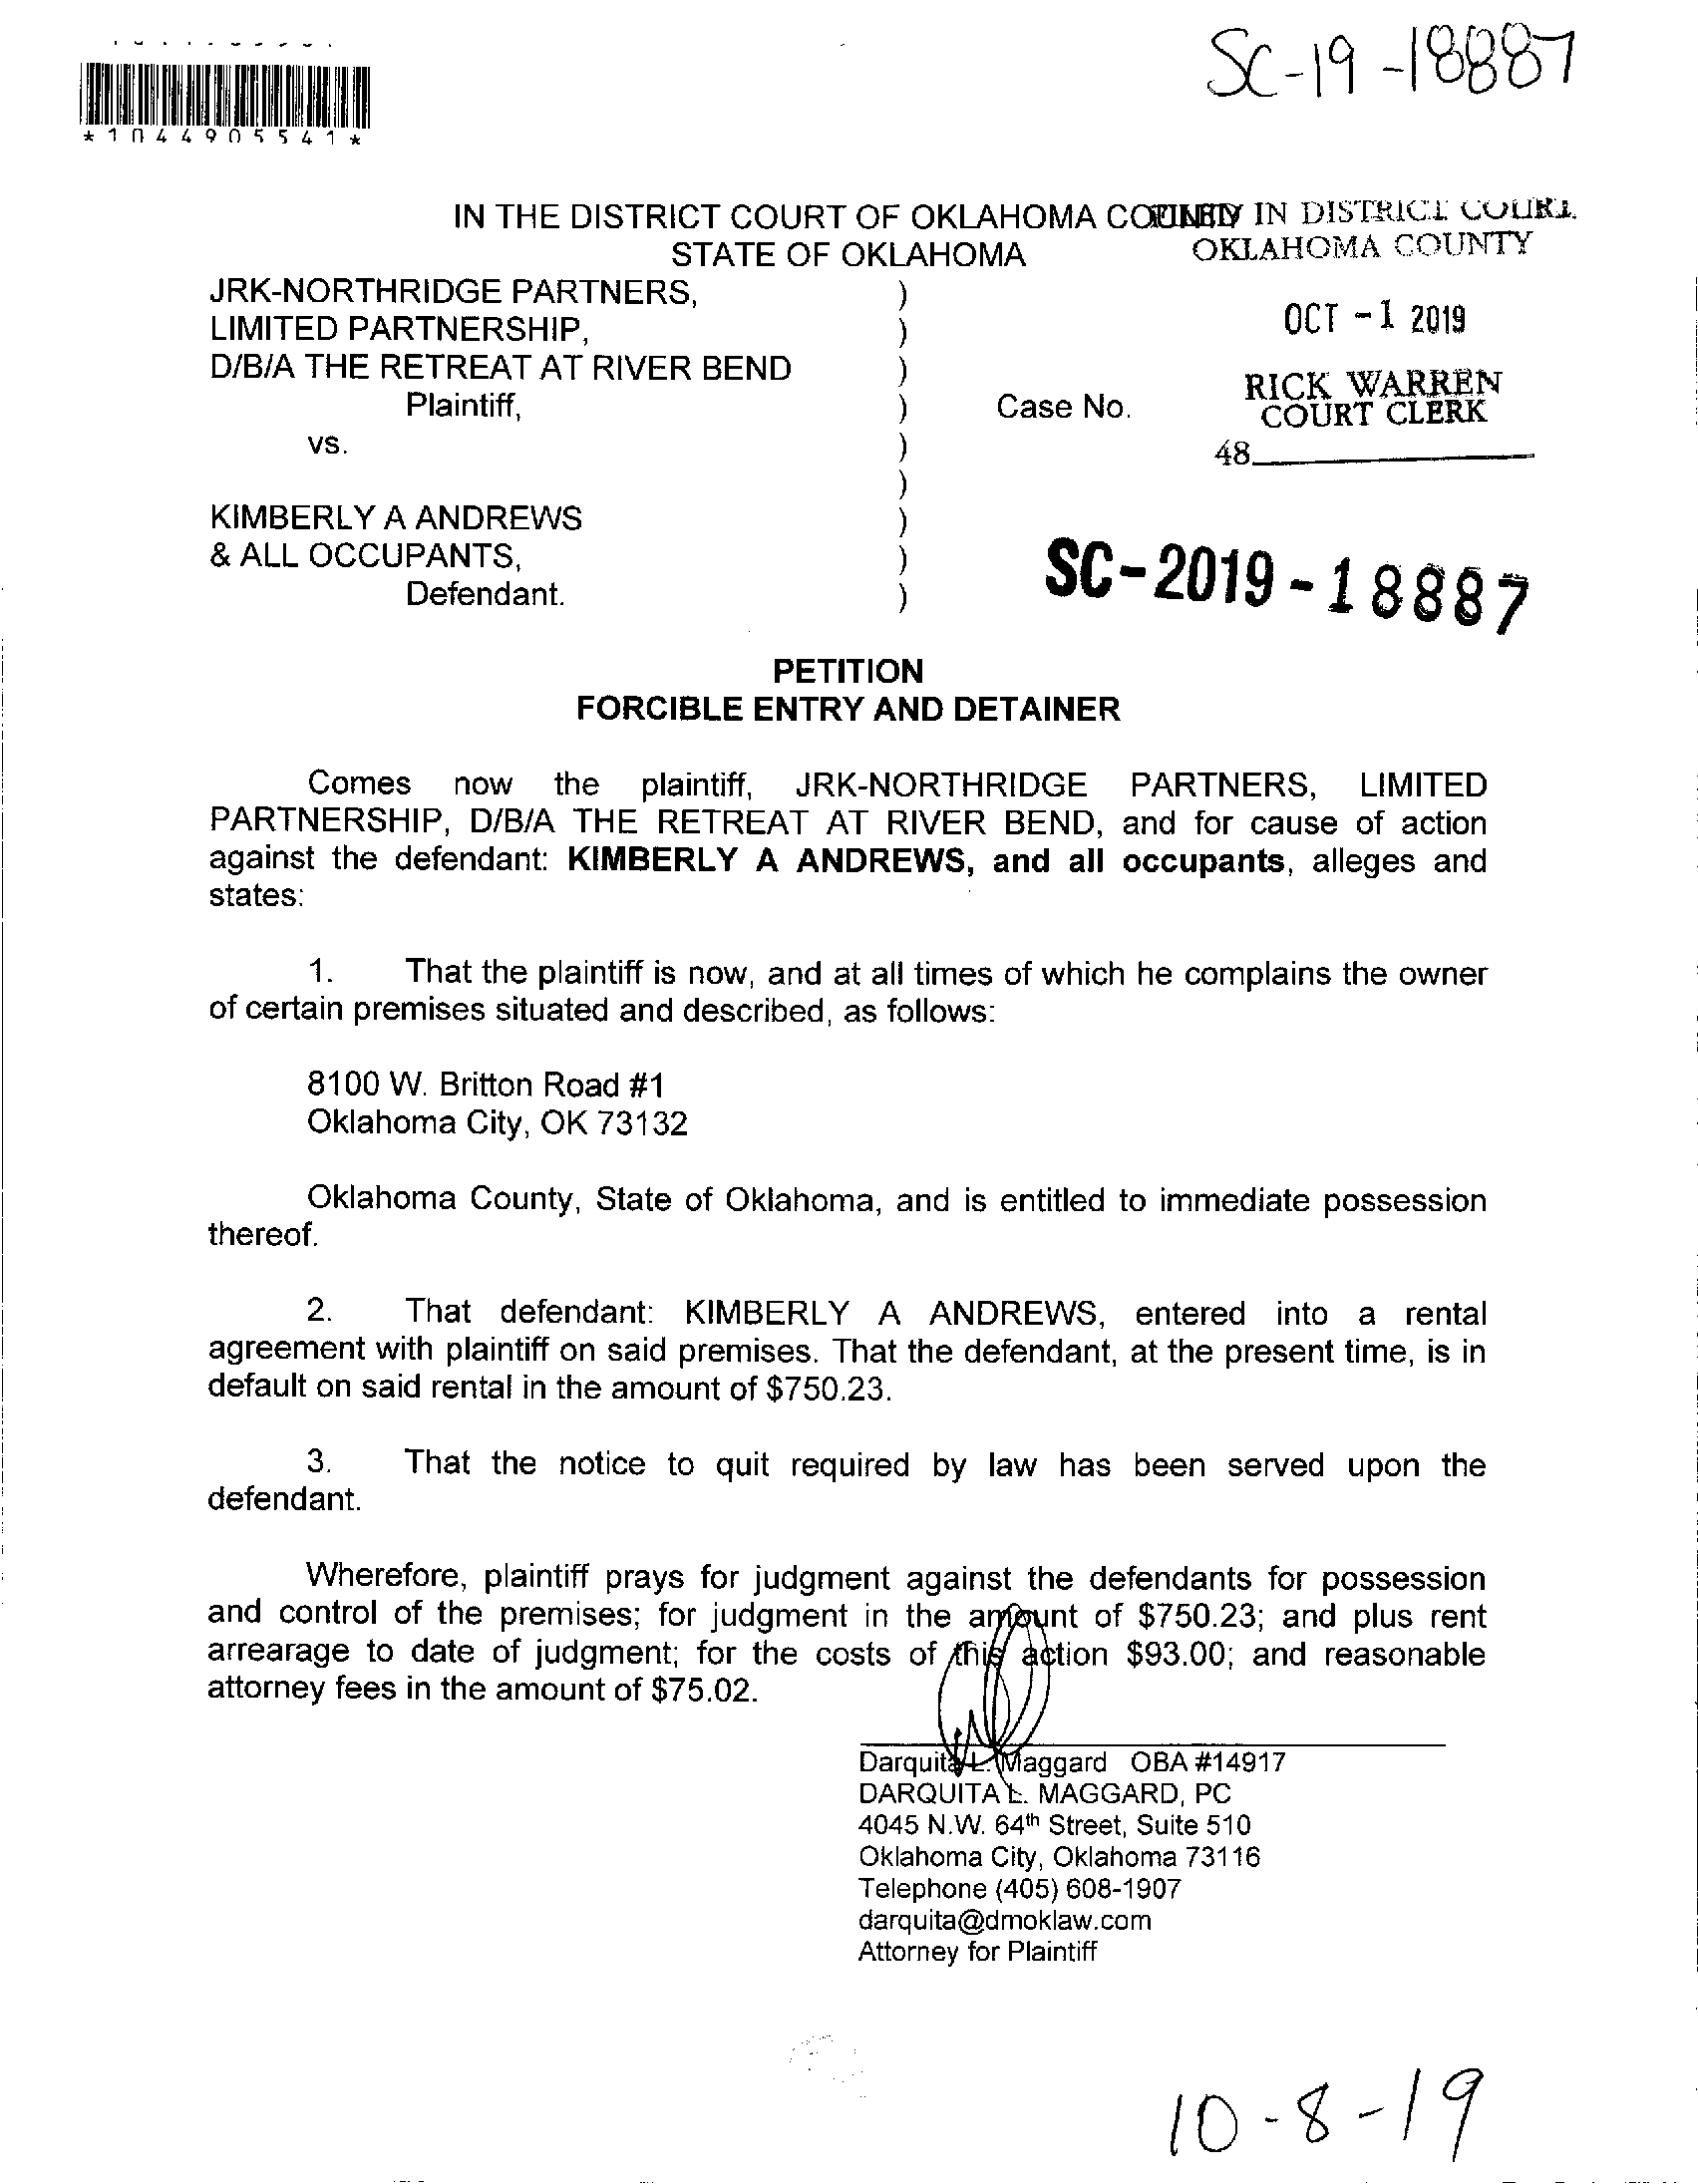 SC-19-18887
*1044905541*
IN THE DISTRICT COURT OF OKLAHOMA COUNTY
FILED IN DISTRICT COURT
STATE OF OKLAHOMA
OKLAHOMA COUNTY
JRK-NORTHRIDGE PARTNERS, )
LIMITED PARTNERSHIP, )
OCT -1 2019
D/B/A THE RETREAT AT RIVER BEND )
RICK WARREN
Plaintiff, ) Case No.
COURT CLERK
vs. )
48
)
KIMBERLY A ANDREWS )
& ALL OCCUPANTS, )
Defendant. )
SC-2019-18887
PETITION
FORCIBLE ENTRY AND DETAINER
Comes now the plaintiff, JRK-NORTHRIDGE PARTNERS, LIMITED
PARTNERSHIP, D/B/A THE RETREAT AT RIVER BEND, and for cause of action
against the defendant: KIMBERLY A ANDREWS, and all occupants, alleges and
states:
1. That the plaintiff is now, and at all times of which he complains the owner
of certain premises situated and described, as follows:
8100 W. Britton Road #1
Oklahoma City, OK 73132
Oklahoma County, State of Oklahoma, and is entitled to immediate possession
thereof.
2. That defendant: KIMBERLY A ANDREWS, entered into a rental
agreement with plaintiff on said premises. That the defendant, at the present time, is in
default on said rental in the amount of $750.23.
3. That the notice to quit required by law has been served upon the
defendant.
Wherefore, plaintiff prays for judgment against the defendants for possession
and control of the premises; for judgment in the amount of $750.23; and plus rent
arrearage to date of judgment; for the costs of this action $93.00; and reasonable
attorney fees in the amount of $75.02.
Darquita L. Maggard OBA #14917
DARQUITA L. MAGGARD, PC
4045 N.W. 64th Street, Suite 510
Oklahoma City, Oklahoma 73116
Telephone (405) 608-1907
darquita@dmoklaw.com
Attorney for Plaintiff
10-8-19